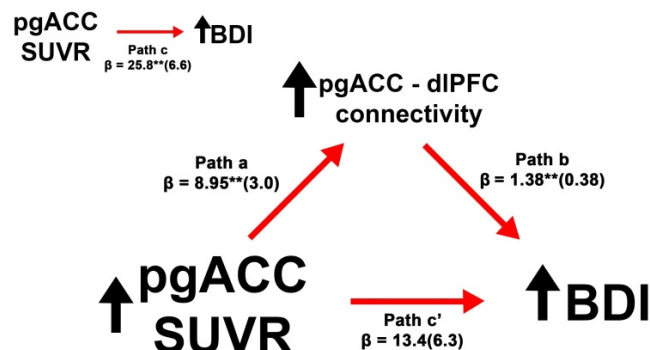 pgACC
SUVR
BDI
Path c
β = 25.8**(6.6)
pgACC - dlPFC
connectivity
Path a
β = 8.95**(3.0)
Path b
β = 1.38**(0.38)
pgACC
SUVR
BDI
Path c’
β = 13.4(6.3)